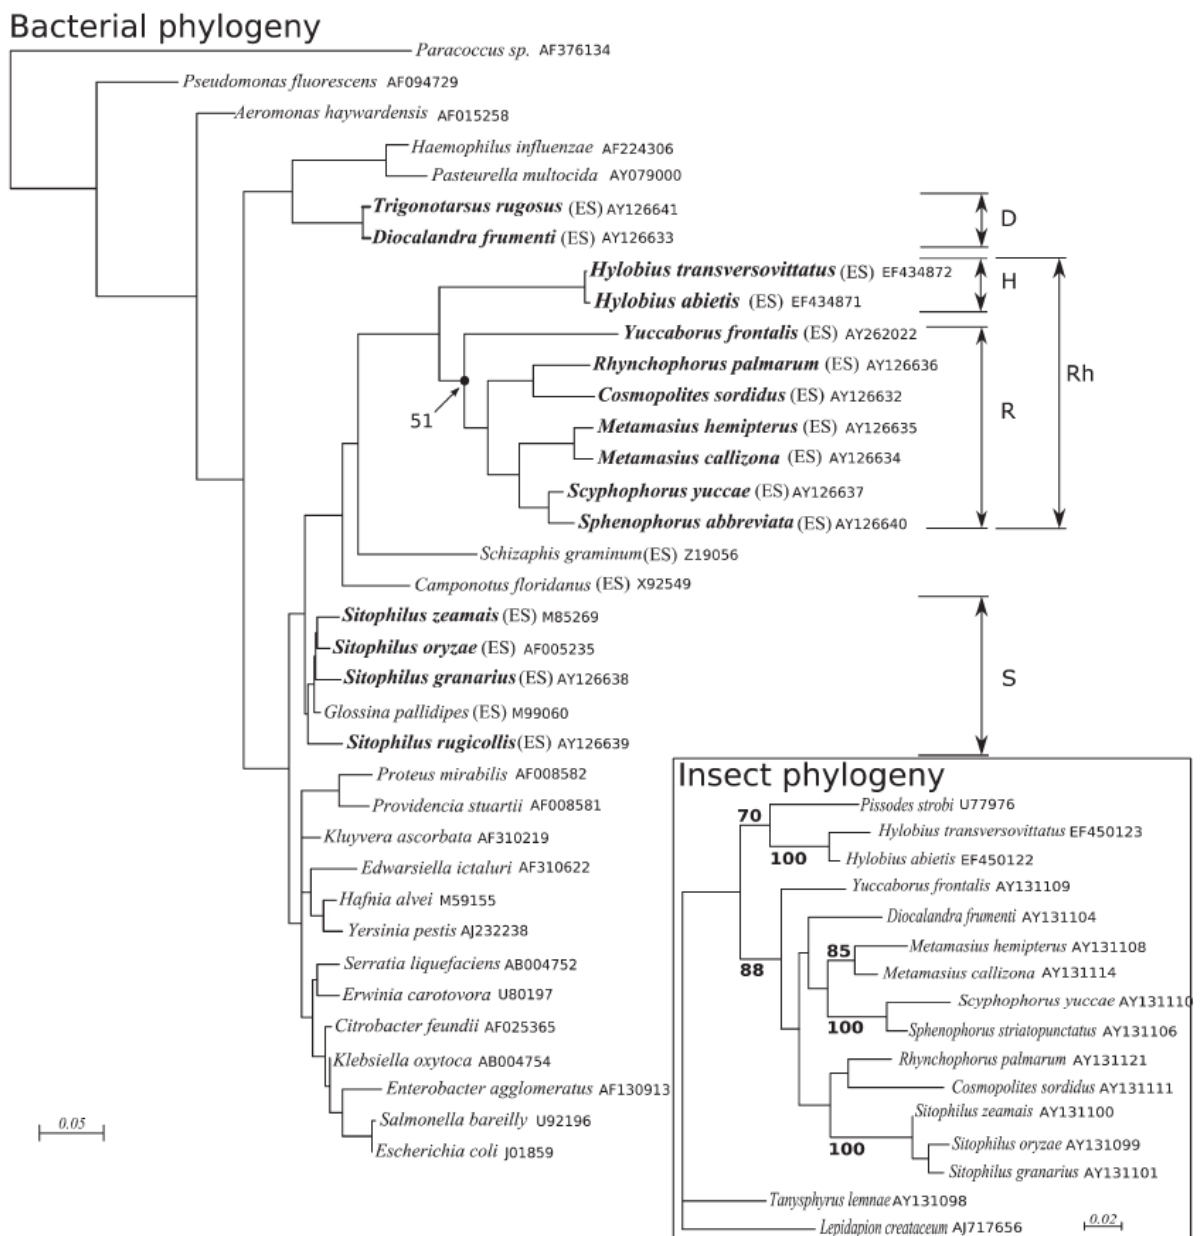 Bacterial phylogeny
Paracoccus sp. AF376134
Pseudomonas fluorescens AF094729
Aeromonas haywardensis AF015258
Haemophilus influenzae AF224306
Pasteurella multocida AY079000
Trigonotarsus rugosus (ES) AY126641
Diocalandra frumenti (ES) AY126633
D
Hylobius transversovittatus (ES) EF434872
Hylobius abietis (ES) EF434871
H
Yuccaborus frontalis (ES) AY262022
Rhynchophorus palmarum (ES) AY126636
Rh
Cosmopolites sordidus (ES) AY126632
51
R
Metamasius hemipterus (ES) AY126635
Metamasius callizona (ES) AY126634
Scyphophorus yuccae (ES) AY126637
Sphenophorus abbreviata (ES) AY126640
Schizaphis graminum(ES) Z19056
Camponotus floridanus (ES) X92549
Sitophilus zeamais (ES) M85269
Sitophilus oryzae (ES) AF005235
Sitophilus granarius (ES) AY126638
S
Glossina pallidipes (ES) M99060
Sitophilus rugicollis(ES) AY126639
Proteus mirabilis AF008582
Providencia stuartii AF008581
Kluyvera ascorbata AF310219
Edwarsiella ictaluri AF310622
Hafnia alvei M59155
Yersinia pestis AJ232238
Serratia liquefaciens AB004752
Erwinia carotovora U80197
Citrobacter feundii AF025365
Klebsiella oxytoca AB004754
Enterobacter agglomeratus AF130913
Salmonella bareilly U92196
Escherichia coli J01859
0.05
Insect phylogeny
Pissodes strobi U77976
70
Hylobius transversovittatus EF450123
100
Hylobius abietis EF450122
Yuccaborus frontalis AY131109
Diocalandra frumenti AY131104
85
Metamasius hemipterus AY131108
88
Metamasius callizona AY131114
Scyphophorus yuccae AY131110
100
Sphenophorus striatopunctatus AY131106
Rhynchophorus palmarum AY131121
Cosmopolites sordidus AY131111
Sitophilus zeamais AY131100
100
Sitophilus oryzae AY131099
Sitophilus granarius AY131101
Tanysphyrus lemnae AY131098
Lepidapion cretaceum AJ717656
0.02